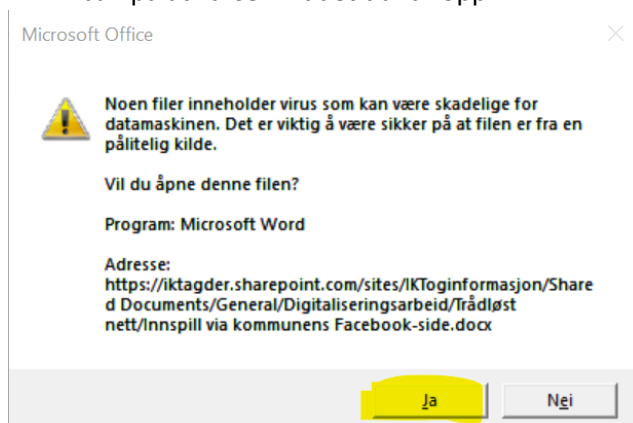 Microsoft Office
Noen filer inneholder virus som kan være skadelige for
datamaskinen. Det er viktig å være sikker på at filen er fra en
pålitelig kilde.
Vil du åpne denne filen?
Program: Microsoft Word
Adresse:
https://iktagder.sharepoint.com/sites/IKToginformasjon/Share
d Documents/General/Digitaliseringsarbeid/Trådløst
nett/Innspill via kommunens Facebook-side.docx
Ja
Nei